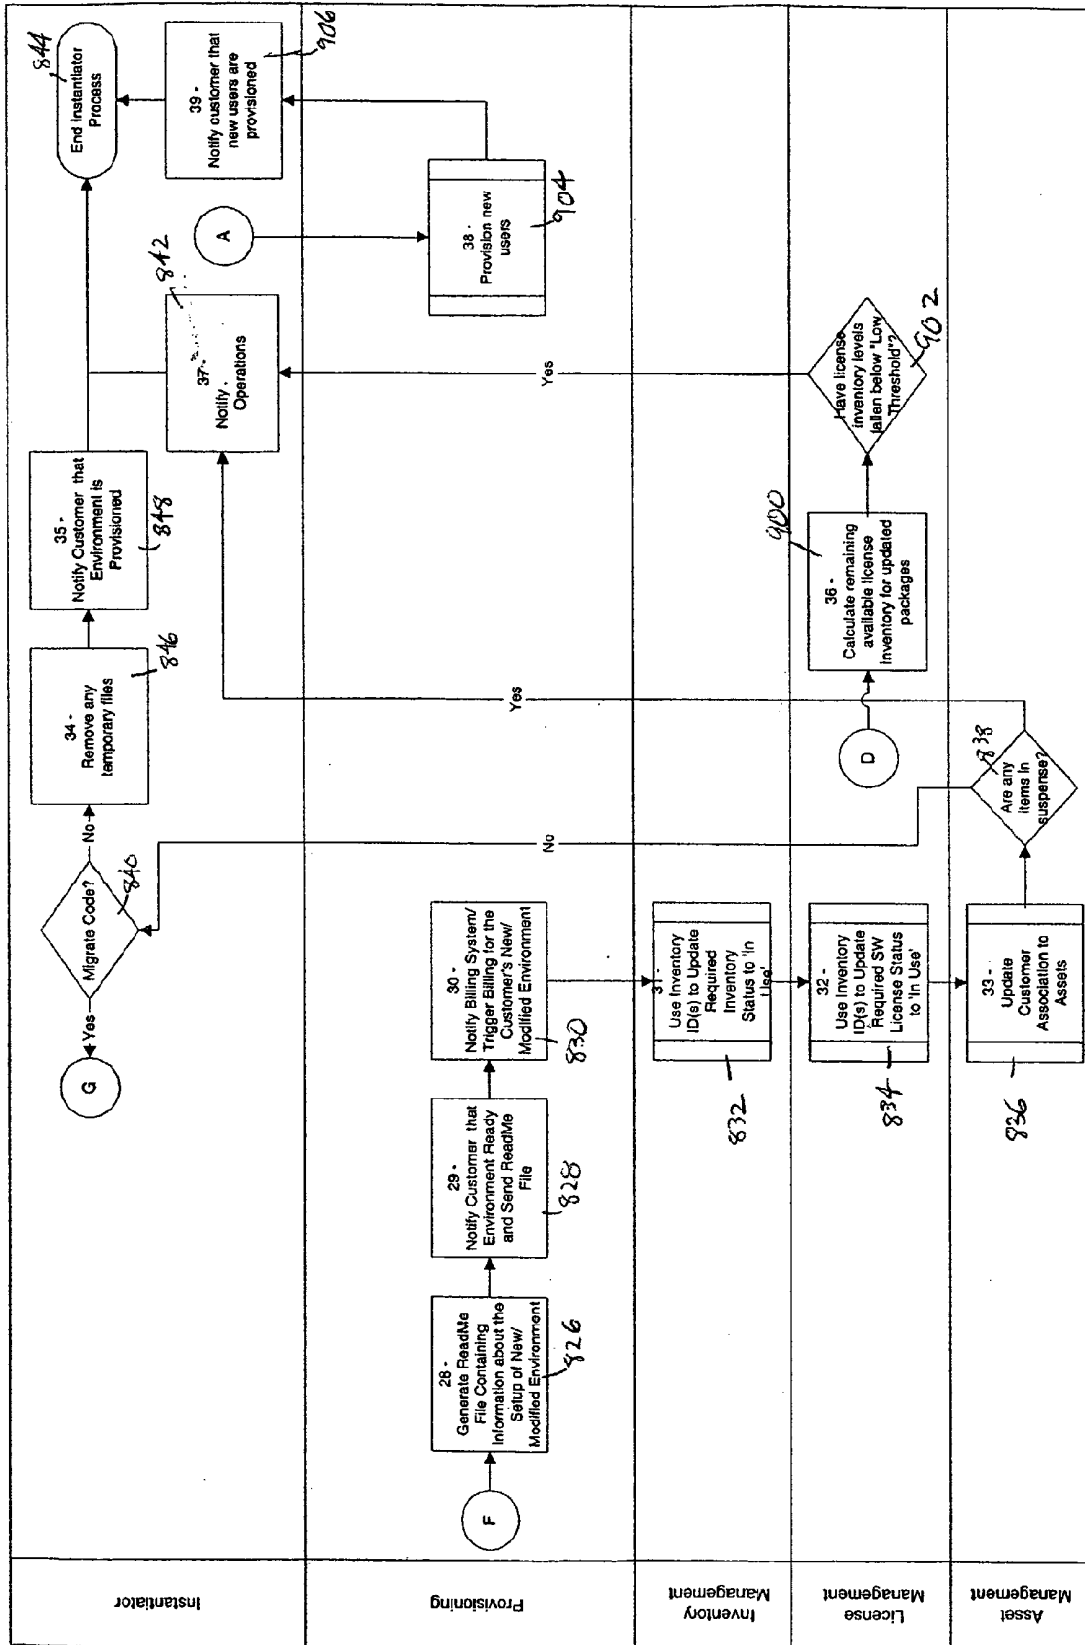 Instantiator
Provisioning
Inventory
Management
License
Management
Asset
Management
G
Yes
Migrate Code?
840
No
34 -
Remove any
temporary files
846
35 -
Notify Customer that
Environment is
Provisioned
848
End Instantiator
Process
844
37 -
Notify
Operations
842
A
39 -
Notify customer that
new users are
provisioned
906
F
28 -
Generate ReadMe
File Containing
Information about the
Setup of New/
Modified Environment
826
29 -
Notify Customer that
Environment Ready
and Send ReadMe
File
828
30 -
Notify Billing System/
Trigger Billing for the
Customer's New/
Modified Environment
830
38 -
Provision new
users
904
No
Yes
Yes
31 -
Use Inventory
ID(s) to Update
Required
Inventory
Status to 'In
Use'
832
32 -
Use Inventory
ID(s) to Update
Required SW
License Status
to 'In Use'
834
D
36 -
Calculate remaining
available license
Inventory for updated
packages
900
Have license
inventory levels
fallen below "Low
Threshold"?
902
33 -
Update
Customer
Association to
Assets
836
Are any
items in
suspense?
838